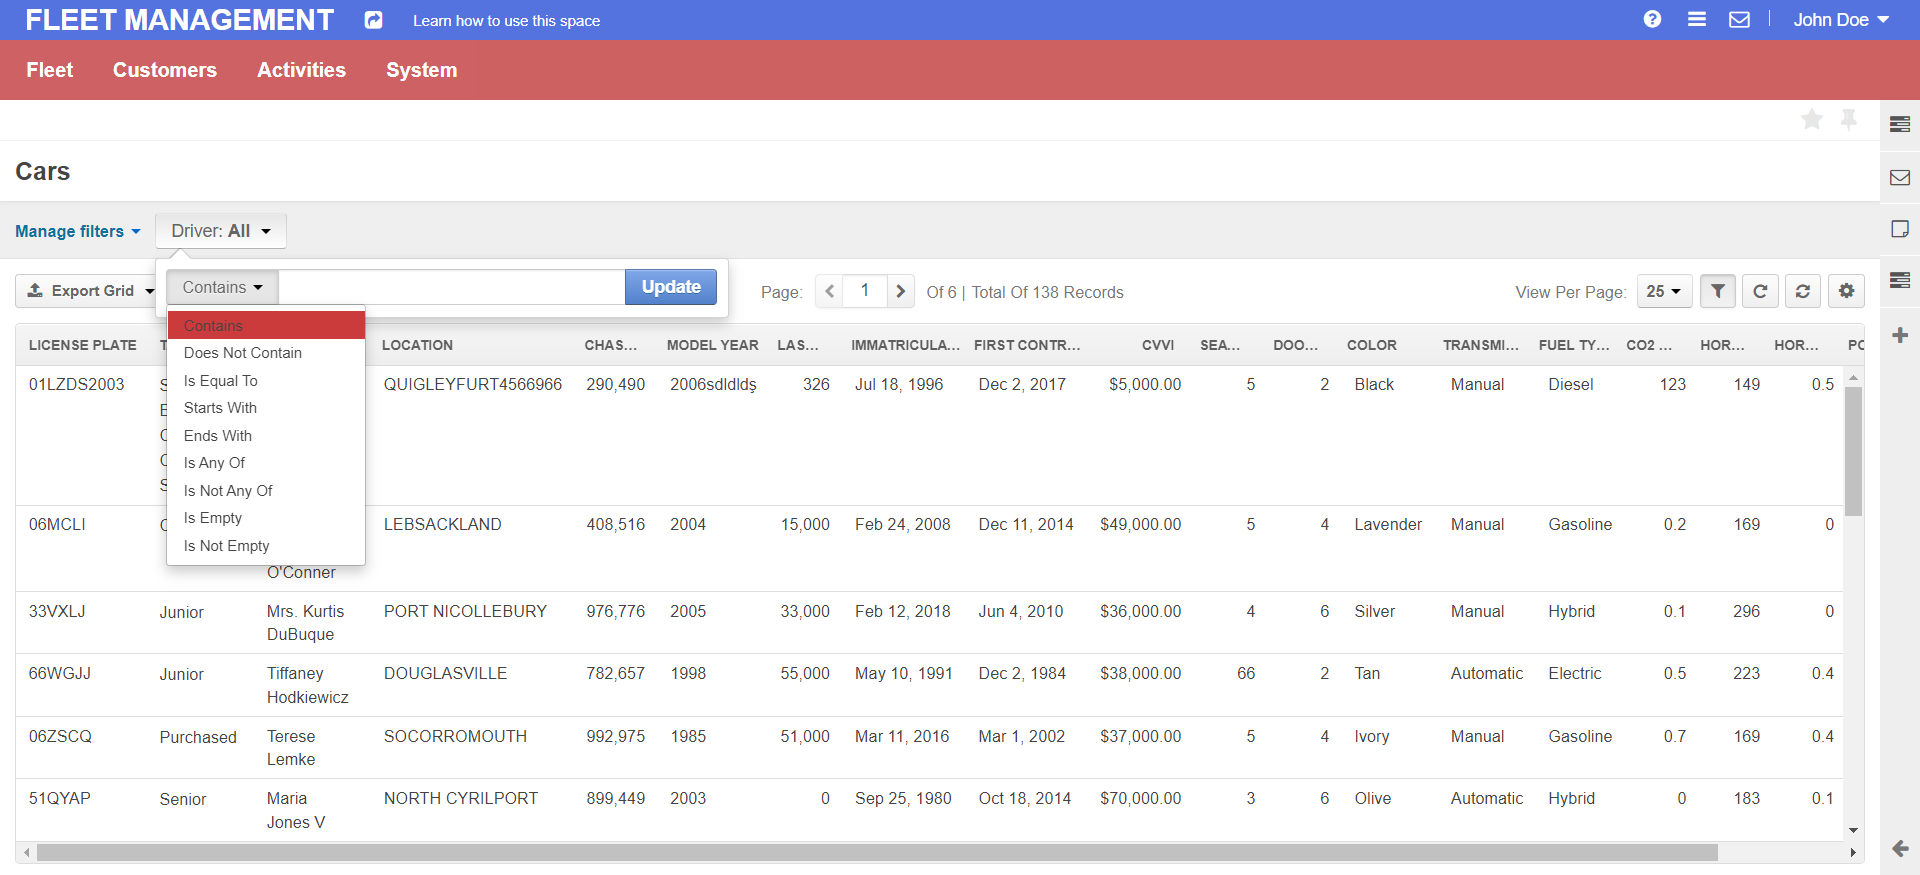 FLEET MANAGEMENT Learn how to use this space John Doe
Fleet Customers Activities System
Cars
Manage filters Driver: All
Export Grid Contains Update Page: 1 Of 6 | Total Of 138 Records View Per Page: 25
Contains
Does Not Contain
Is Equal To
Starts With
Ends With
Is Any Of
Is Not Any Of
Is Empty
Is Not Empty
LICENSE PLATE T LOCATION CHAS... MODEL YEAR LAS... IMMATRICULA... FIRST CONTR... CVVI SEA... DOO... COLOR TRANSMI... FUEL TY... CO2 ... HOR... HOR... PO
01LZDS2003 S QUIGLEYFURT4566966 290,490 2006sdldldş 326 Jul 18, 1996 Dec 2, 2017 $5,000.00 5 2 Black Manual Diesel 123 149 0.5
06MCLI LEBSACKLAND 408,516 2004 15,000 Feb 24, 2008 Dec 11, 2014 $49,000.00 5 4 Lavender Manual Gasoline 0.2 169 0
O'Conner
33VXLJ Junior Mrs. Kurtis PORT NICOLLEBURY 976,776 2005 33,000 Feb 12, 2018 Jun 4, 2010 $36,000.00 4 6 Silver Manual Hybrid 0.1 296 0
DuBuque
66WGJJ Junior Tiffaney DOUGLASVILLE 782,657 1998 55,000 May 10, 1991 Dec 2, 1984 $38,000.00 66 2 Tan Automatic Electric 0.5 223 0.4
Hodkiewicz
06ZSCQ Purchased Terese SOCORROMOUTH 992,975 1985 51,000 Mar 11, 2016 Mar 1, 2002 $37,000.00 5 4 Ivory Manual Gasoline 0.7 169 0.4
Lemke
51QYAP Senior Maria NORTH CYRILPORT 899,449 2003 0 Sep 25, 1980 Oct 18, 2014 $70,000.00 3 6 Olive Automatic Hybrid 0 183 0.1
Jones V